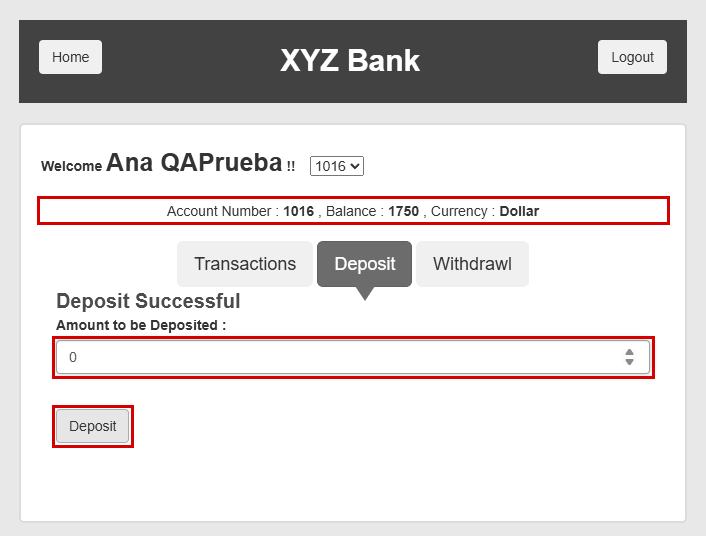 Home XYZ Bank Logout
Welcome Ana QAPrueba !! 1016
Account Number : 1016 , Balance : 1750 , Currency : Dollar
Transactions Deposit Withdrawl
Deposit Successful
Amount to be Deposited :
0
Deposit